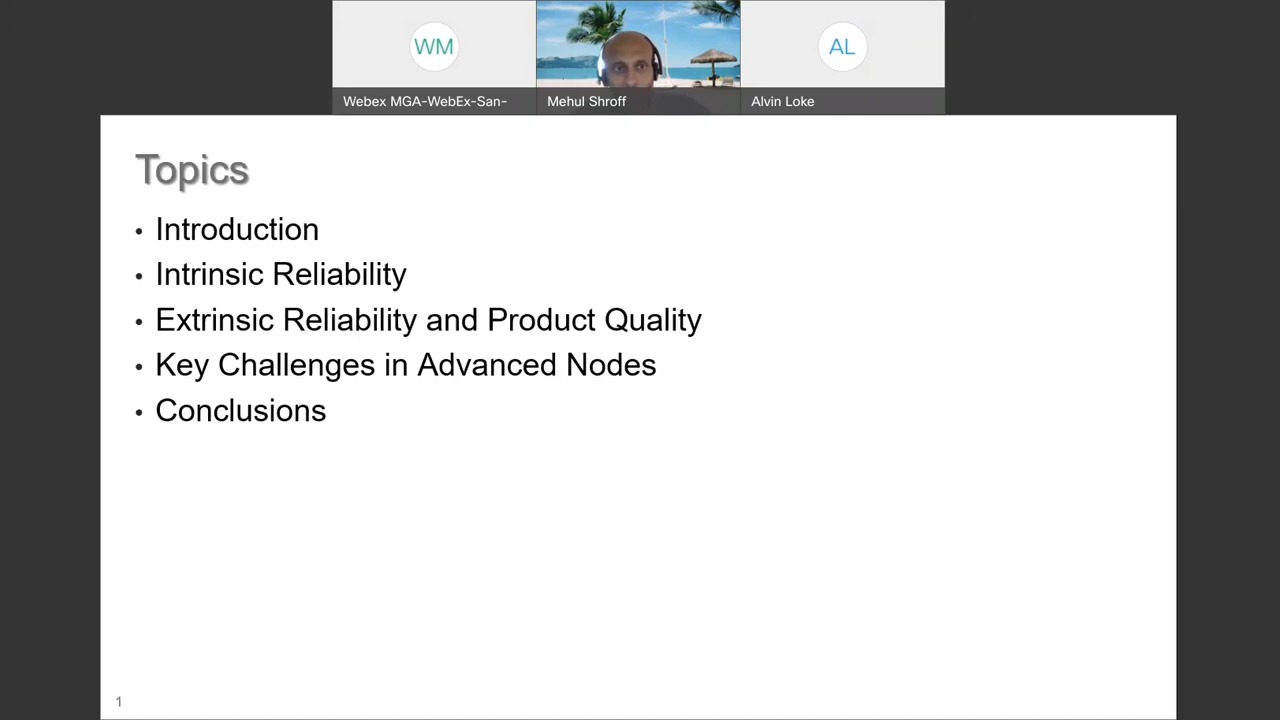 WM
AL
Webex MGA-WebEx-San-
Mehul Shroff
Alvin Loke
Topics
• Introduction
• Intrinsic Reliability
• Extrinsic Reliability and Product Quality
• Key Challenges in Advanced Nodes
• Conclusions
1